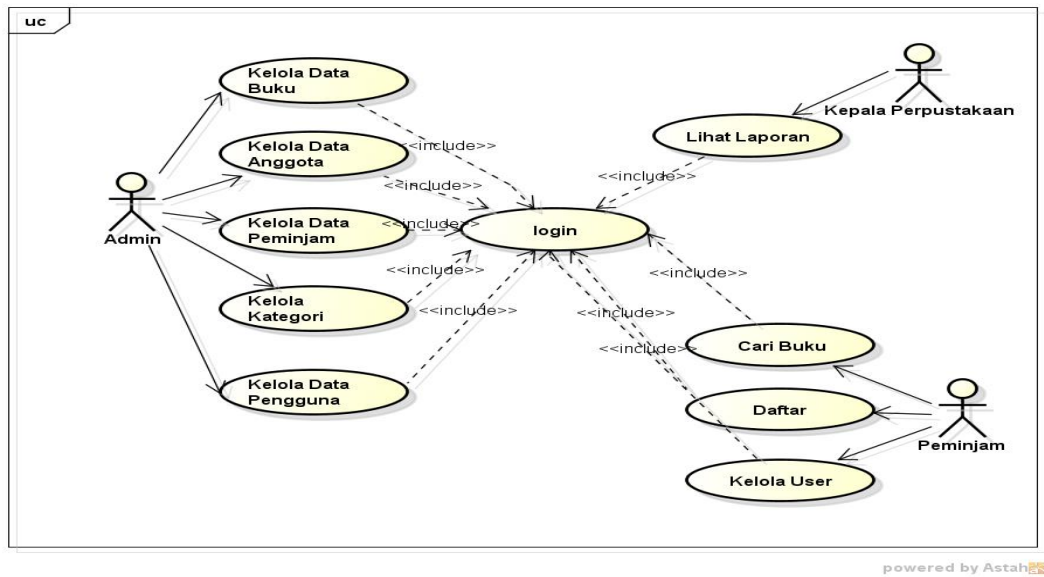 uc
Kelola Data
Buku
Kelola Data
Anggota
Kelola Data
Peminjam
Kelola
Kategori
Kelola Data
Pengguna
Admin
<<include>>
<<include>>
<<include>>
<<include>>
<<include>>
login
Kepala Perpustakaan
Lihat Laporan
<<include>>
<<include>>
<<include>>
<<include>>
Cari Buku
Daftar
Kelola User
Peminjam
powered by Astah